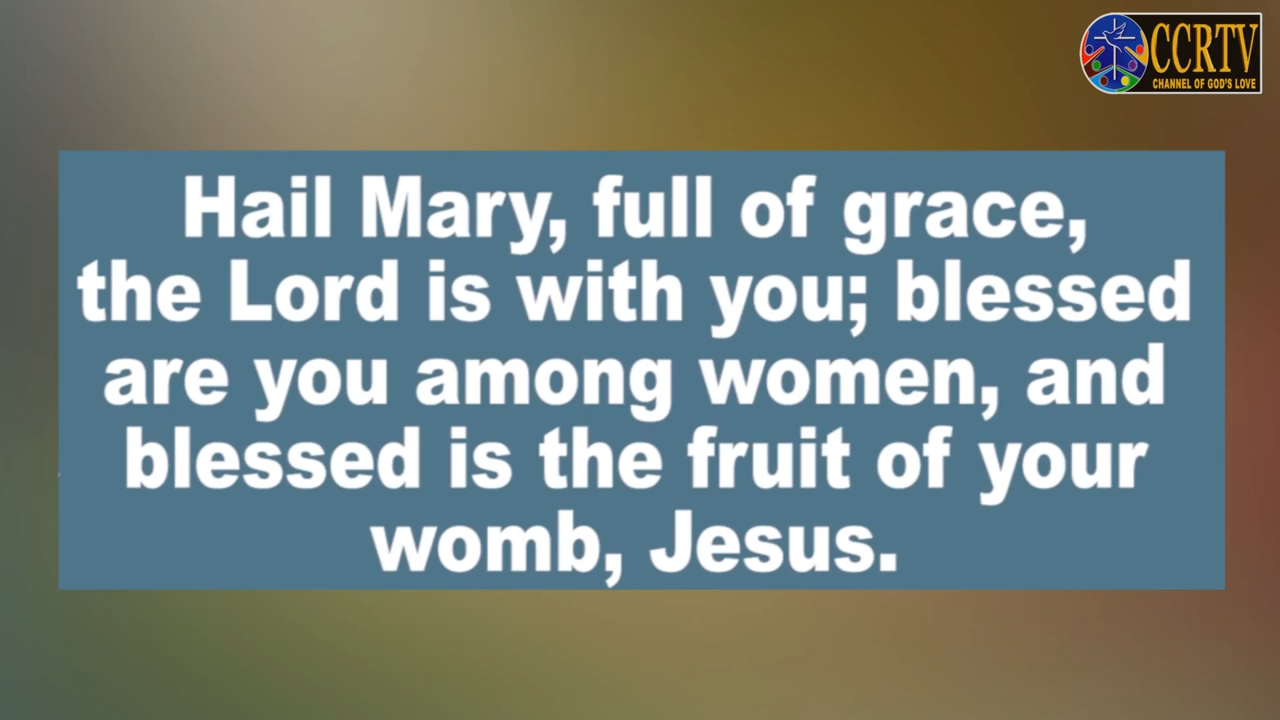 CCRTV
CHANNEL OF GOD'S LOVE
Hail Mary, full of grace,
the Lord is with you; blessed
are you among women, and
blessed is the fruit of your
womb, Jesus.